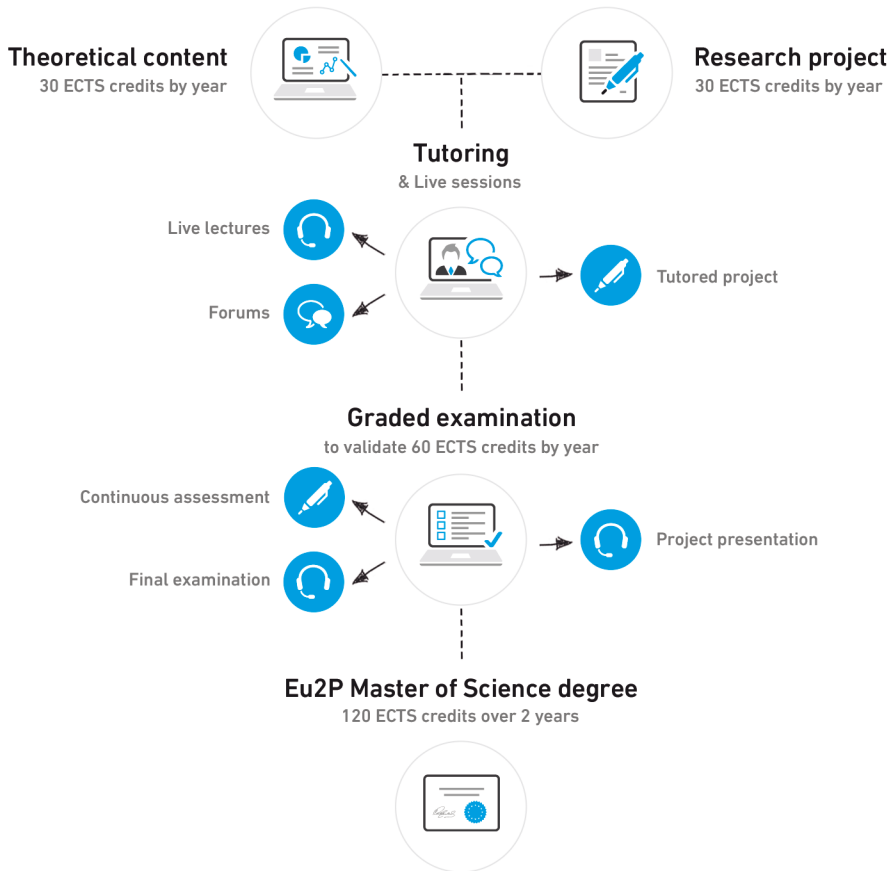 Theoretical content
30 ECTS credits by year
Research project
30 ECTS credits by year
Tutoring
& Live sessions
Live lectures
Forums
Tutored project
Graded examination
to validate 60 ECTS credits by year
Continuous assessment
Final examination
Project presentation
Eu2P Master of Science degree
120 ECTS credits over 2 years